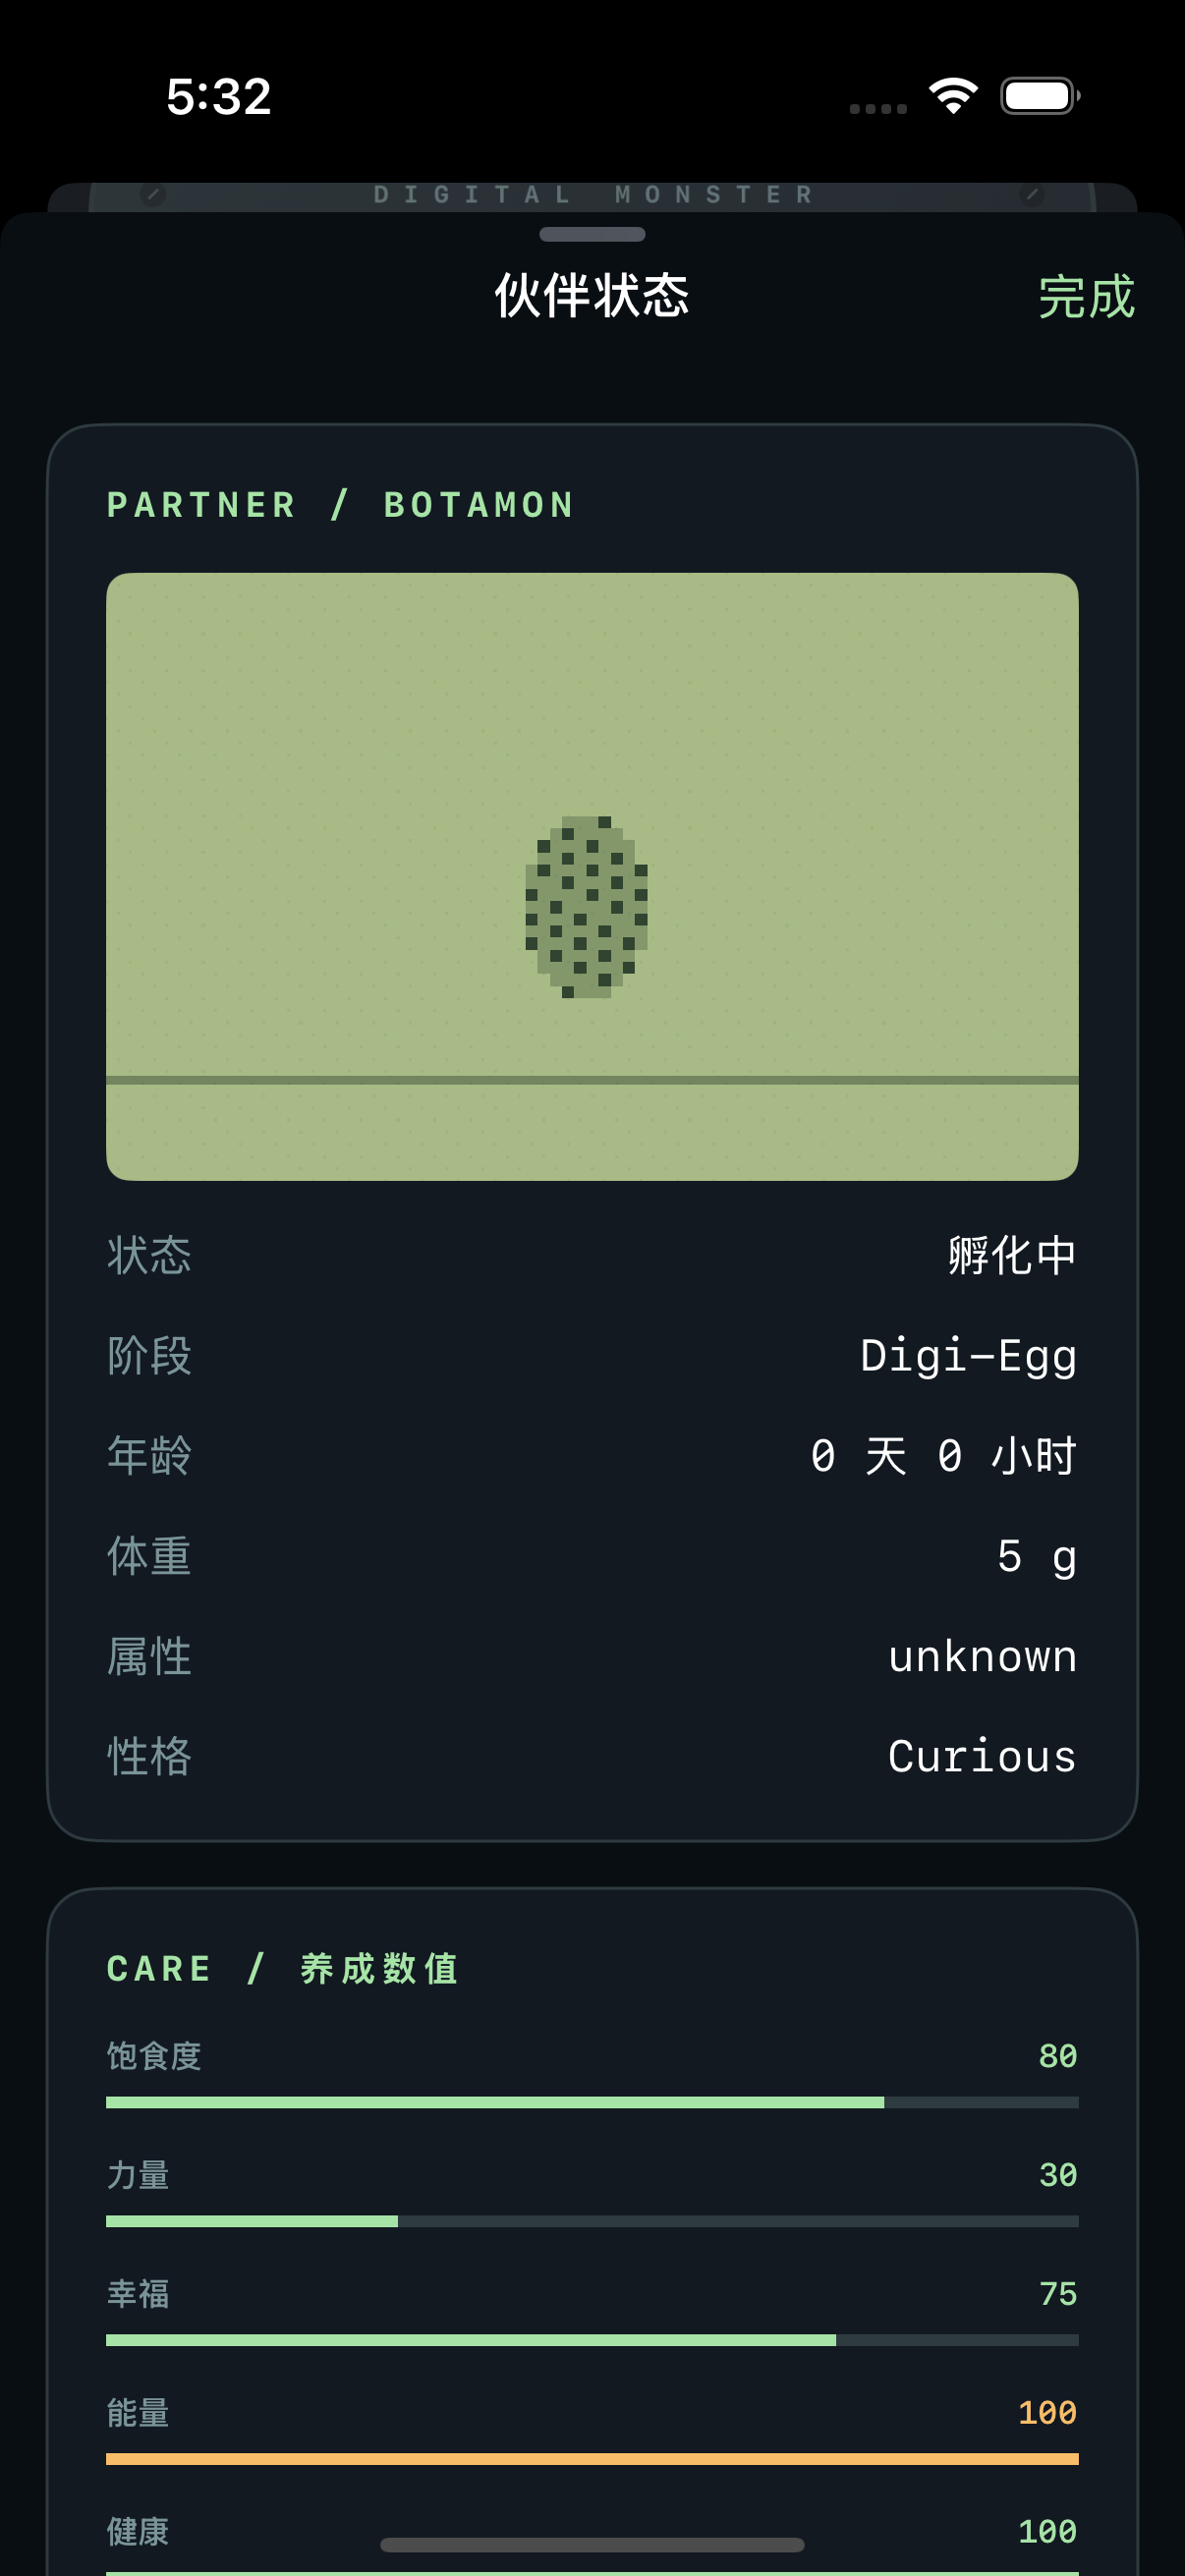 5:32
DIGITAL MONSTER
伙伴状态
完成
PARTNER / BOTAMON
状态 孵化中
阶段 Digi-Egg
年龄 0 天 0 小时
体重 5 g
属性 unknown
性格 Curious
CARE / 养成数值
饱食度 80
力量 30
幸福 75
能量 100
健康 100